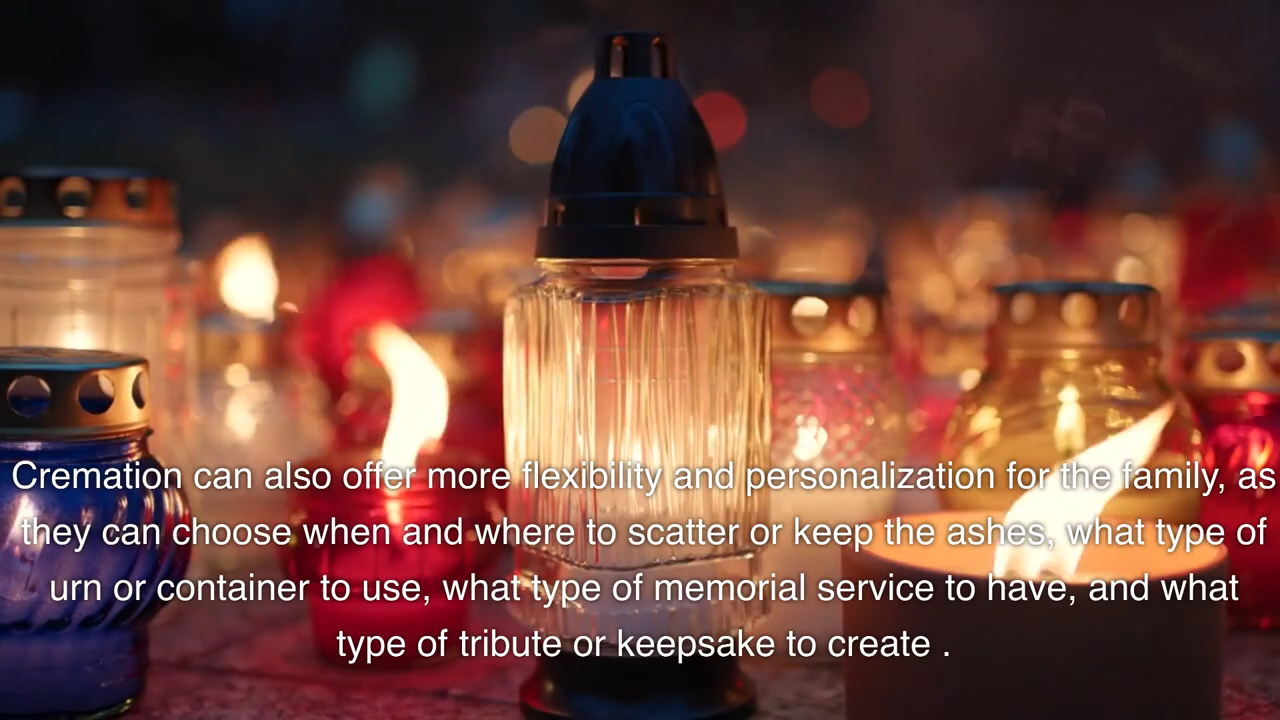 Cremation can also offer more flexibility and personalization for the family, as
they can choose when and where to scatter or keep the ashes, what type of
urn or container to use, what type of memorial service to have, and what
type of tribute or keepsake to create .